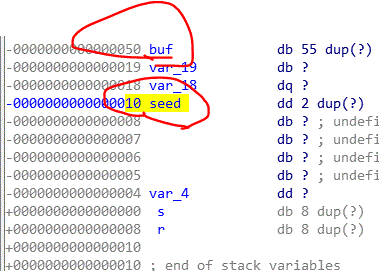 -0000000000000050 buf db 55 dup(?)
-0000000000000019 var_19 db ?
-0000000000000018 var_18 dq ?
-0000000000000010 seed dd 2 dup(?)
-0000000000000008 db ? ; undefi
-0000000000000007 db ? ; undefi
-0000000000000006 db ? ; undefi
-0000000000000005 db ? ; undefi
-0000000000000004 var_4 dd ?
+0000000000000000 s db 8 dup(?)
+0000000000000008 r db 8 dup(?)
+0000000000000010
+0000000000000010 ; end of stack variables